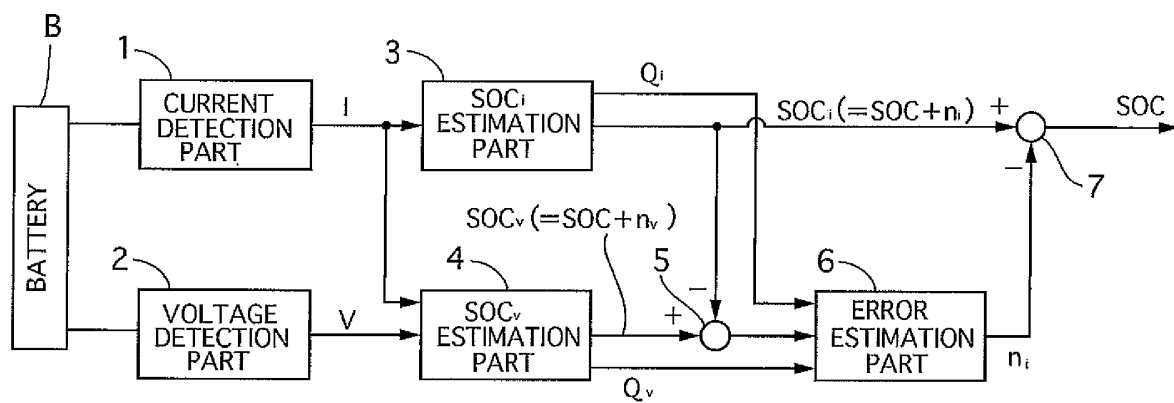 B
BATTERY
1
CURRENT
DETECTION
PART
I
3
SOCi
ESTIMATION
PART
Qi
SOCi(=SOC+ni)
+
−
7
SOC
2
VOLTAGE
DETECTION
PART
V
SOCv(=SOC+nv)
4
SOCv
ESTIMATION
PART
Qv
5
−
+
6
ERROR
ESTIMATION
PART
ni